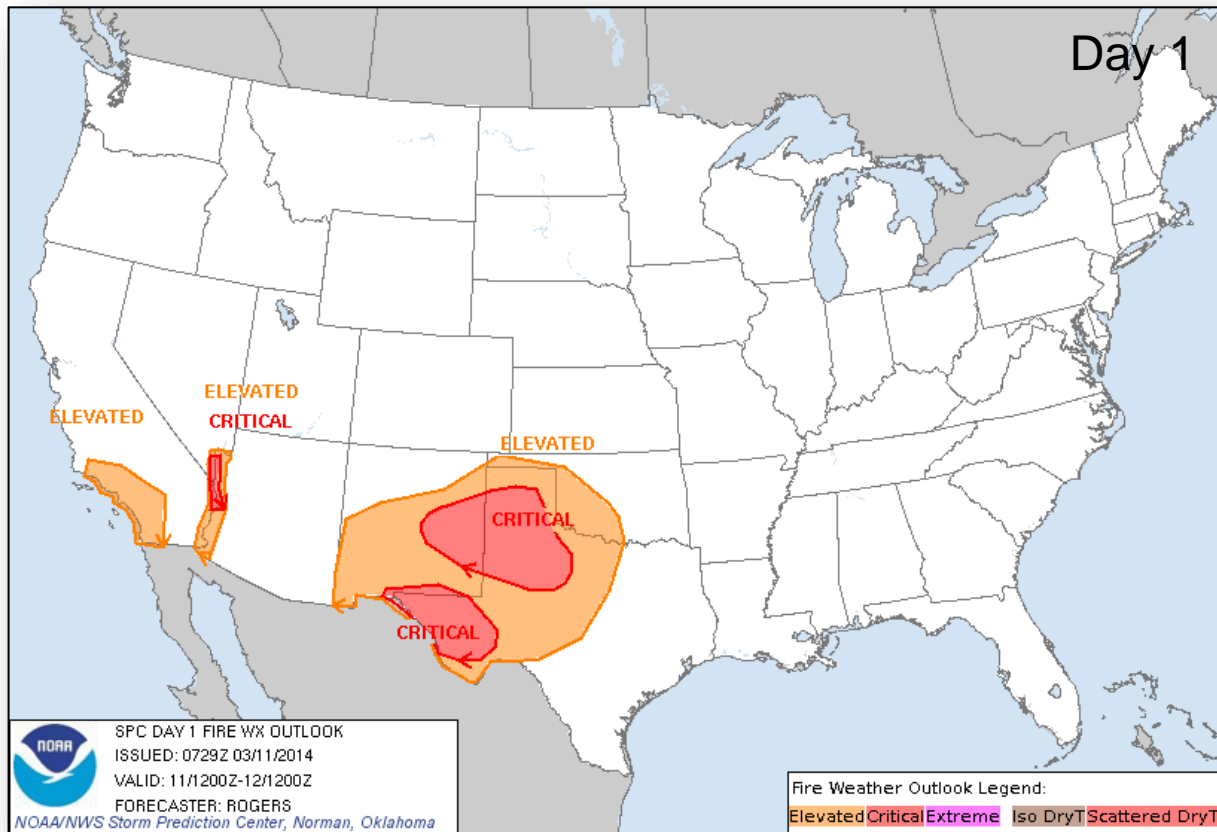 Day 1
ELEVATED
ELEVATED
CRITICAL
ELEVATED
CRITICAL
CRITICAL
SPC DAY 1 FIRE WX OUTLOOK
ISSUED: 0729Z 03/11/2014
VALID: 11/1200Z-12/1200Z
FORECASTER: ROGERS
NOAA/NWS Storm Prediction Center, Norman, Oklahoma
NOAA
Fire Weather Outlook Legend:
Elevated Critical Extreme Iso DryT Scattered DryT